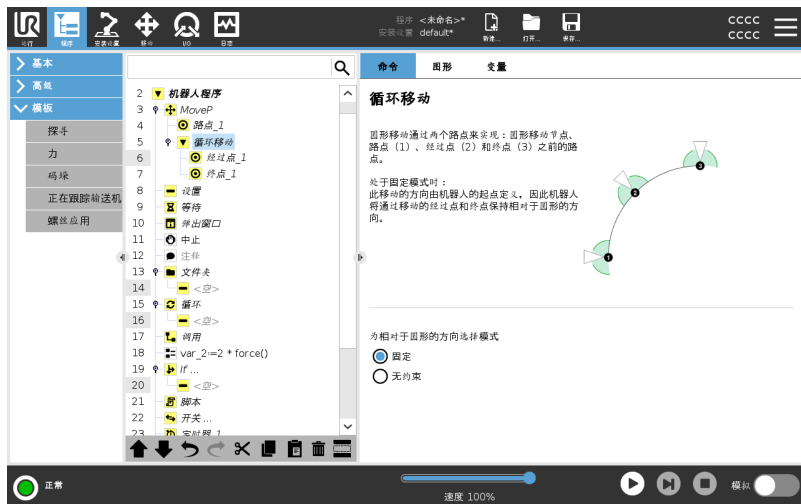 UR
运行
程序
安装设置
移动
I/O
日志
程序 <未命名>*
安装设置 default*
新建...
打开...
保存...
cccc
cccc
基本
高级
模板
探寻
力
码垛
正在跟踪输送机
螺丝应用
2 机器人程序
3 MoveP
4 路点_1
5 循环移动
6 经过点_1
7 终点_1
8 设置
9 等待
10 弹出窗口
11 中止
12 注释
13 文件夹
14 <空>
15 循环
16 <空>
17 调用
18 var_2:=2 * force()
19 If ...
20 <空>
21 脚本
22 开关...
23 定时器_1
命令 图形 变量
循环移动
圆形移动通过两个路点来实现：圆形移动节点、
路点（1）、经过点（2）和终点（3）之前的路
点。
处于固定模式时：
此移动的方向由机器人的起点定义，因此机器人
将通过移动的经过点和终点保持相对于圆形的方
向。
1
2
3
为相对于圆形的方向选择模式
固定
无约束
正常
速度 100%
模拟